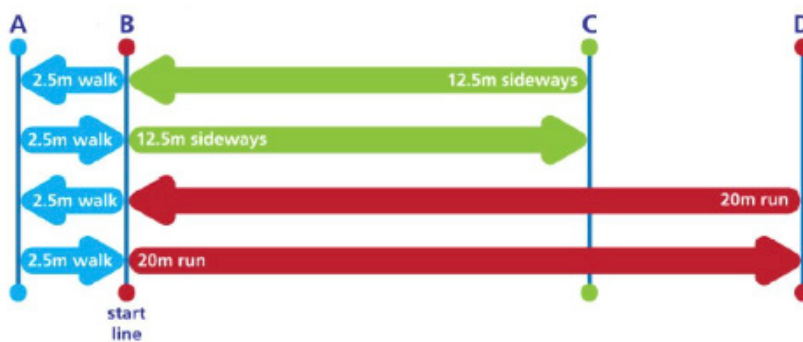 A B C D
2.5m walk 12.5m sideways
2.5m walk 12.5m sideways
2.5m walk 20m run
2.5m walk 20m run
start
line